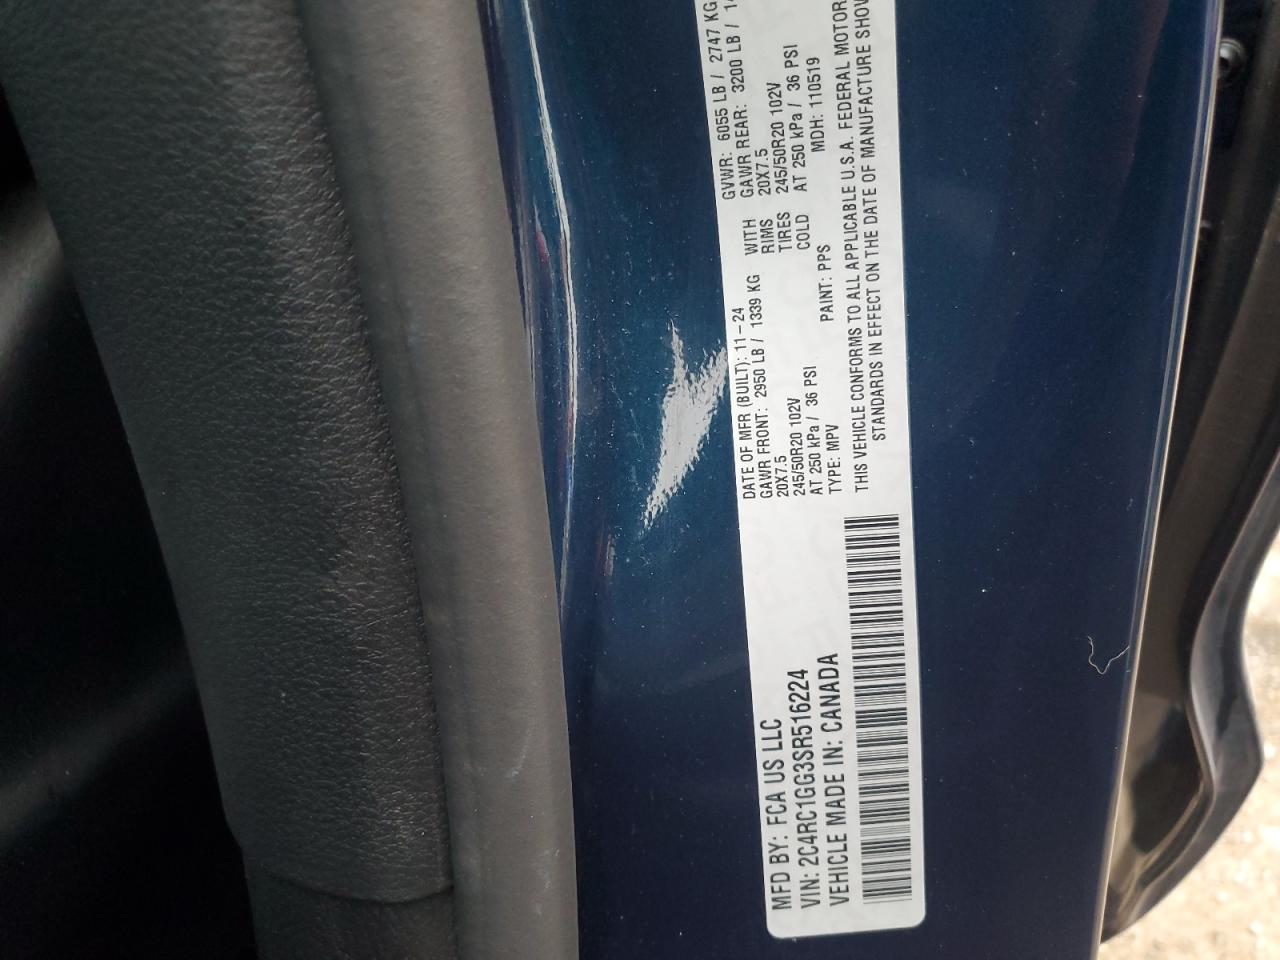 MFD BY: FCA US LLC
VIN: 2C4RC1GG3SR516224
VEHICLE MADE IN: CANADA
DATE OF MFR (BUILT): 11-24 GVWR: 6055 LB / 2747 KG
GAWR FRONT: 2950 LB / 1339 KG WITH GAWR REAR: 3200 LB /
20X7.5 RIMS 20X7.5
245/50R20 102V TIRES 245/50R20 102V
AT 250 kPa / 36 PSI COLD AT 250 kPa / 36 PSI
TYPE: MPV PAINT: PPS MDH: 110519
THIS VEHICLE CONFORMS TO ALL APPLICABLE U.S.A. FEDERAL MOTOR
STANDARDS IN EFFECT ON THE DATE OF MANUFACTURE